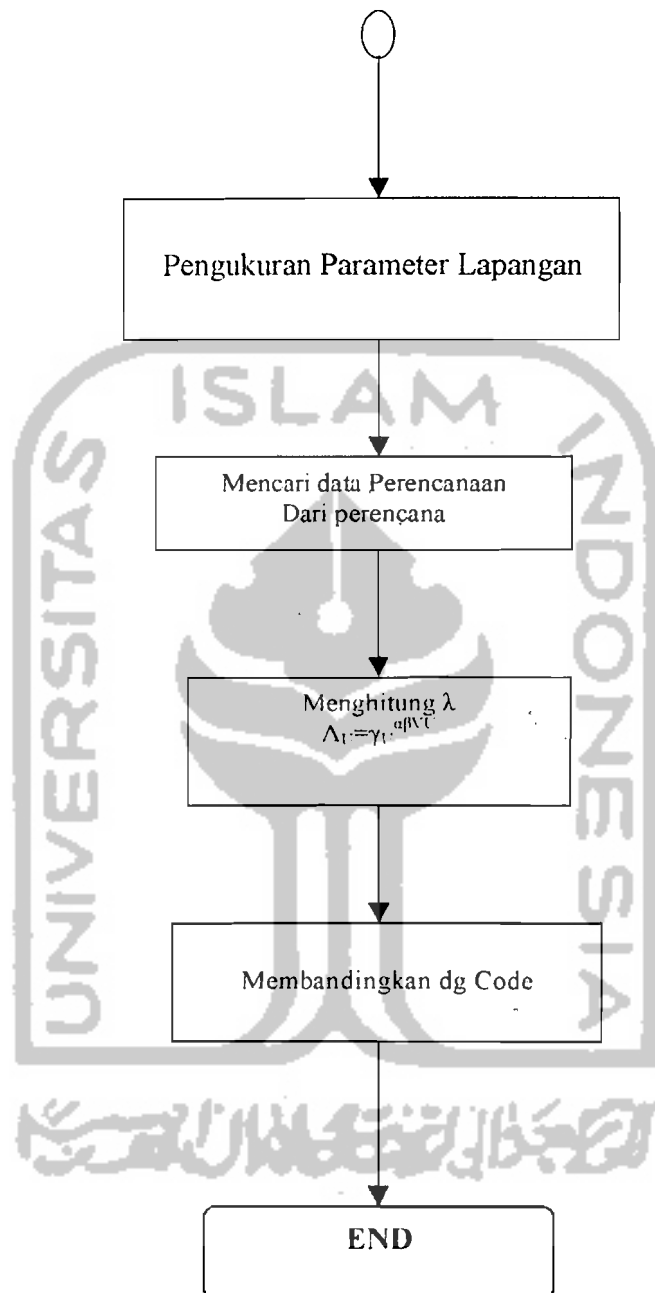 Pengukuran Parameter Lapangan
ISLAM
UNIVERSITAS
INDONESIA
Mencari data Perencanaan
Dari perencana
Menghitung λ
Membandingkan dg Code
END